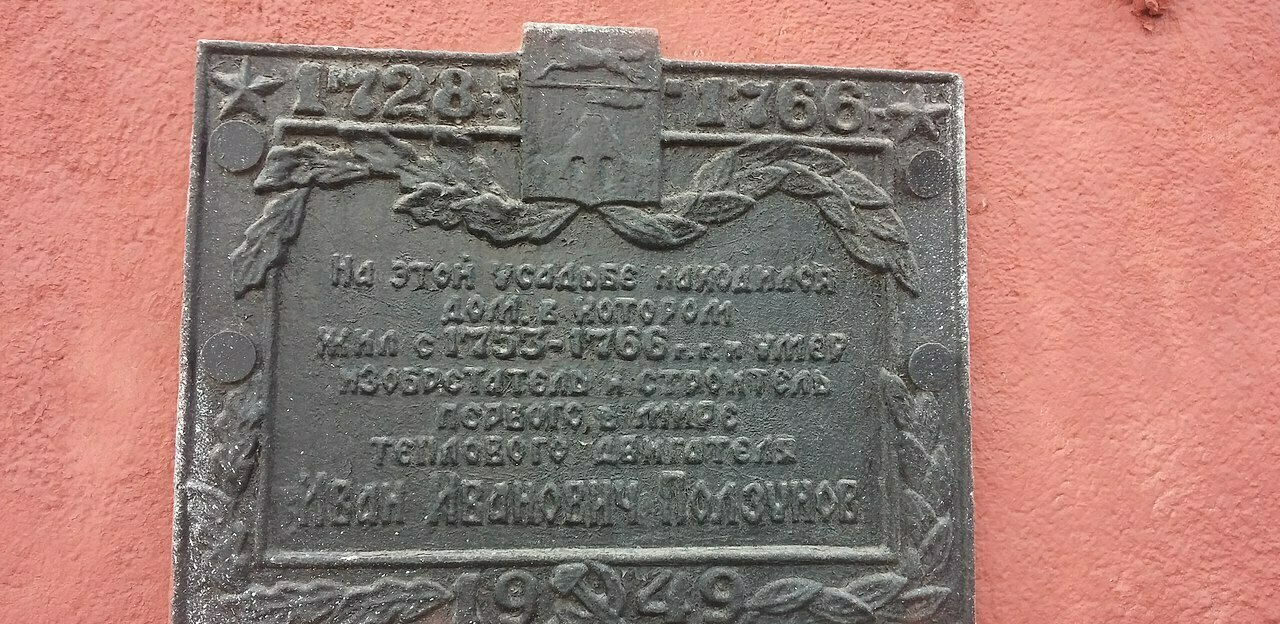 1728 г. 1766 г.
На этой усадьбе находился
дом, в котором
жил с 1753-1766 г.г. и умер
изобретатель и строитель
первого, в мире
теплового двигателя
Иван Иванович Ползунов
1949